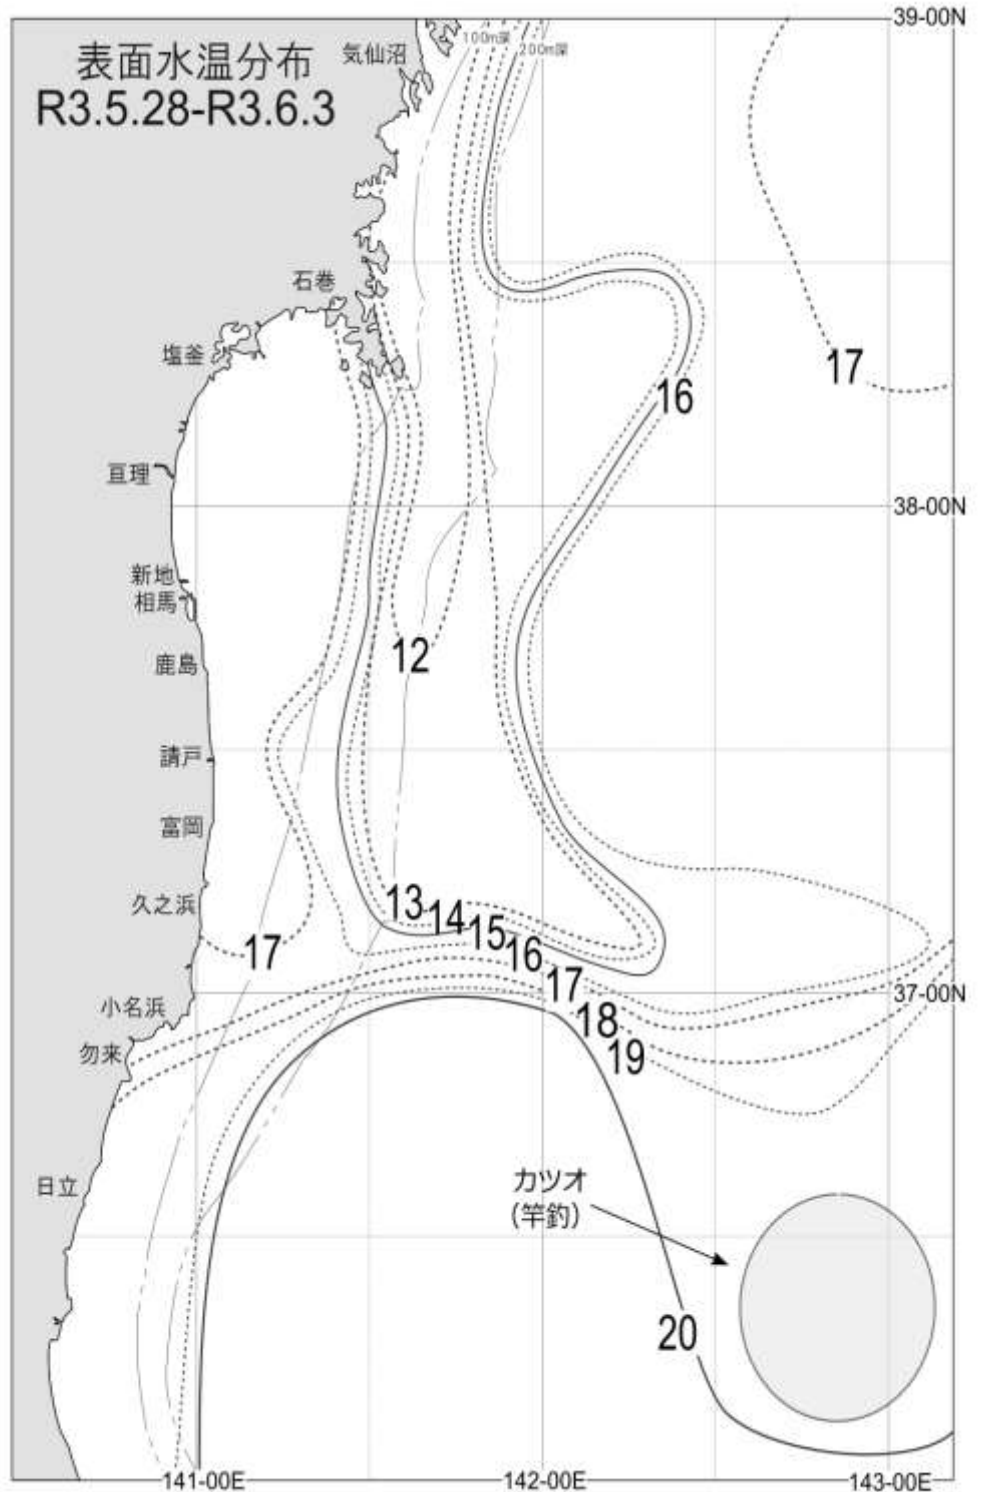 39-00N
表面水温分布
R3.5.28-R3.6.3
気仙沼
100m深
200m深
石巻
塩釜
17
16
亘理
38-00N
新地
相馬
12
鹿島
請戸
富岡
久之浜
13
14
15
16
17
17
18
19
37-00N
小名浜
勿来
カツオ
(竿釣)
日立
20
141-00E
142-00E
143-00E